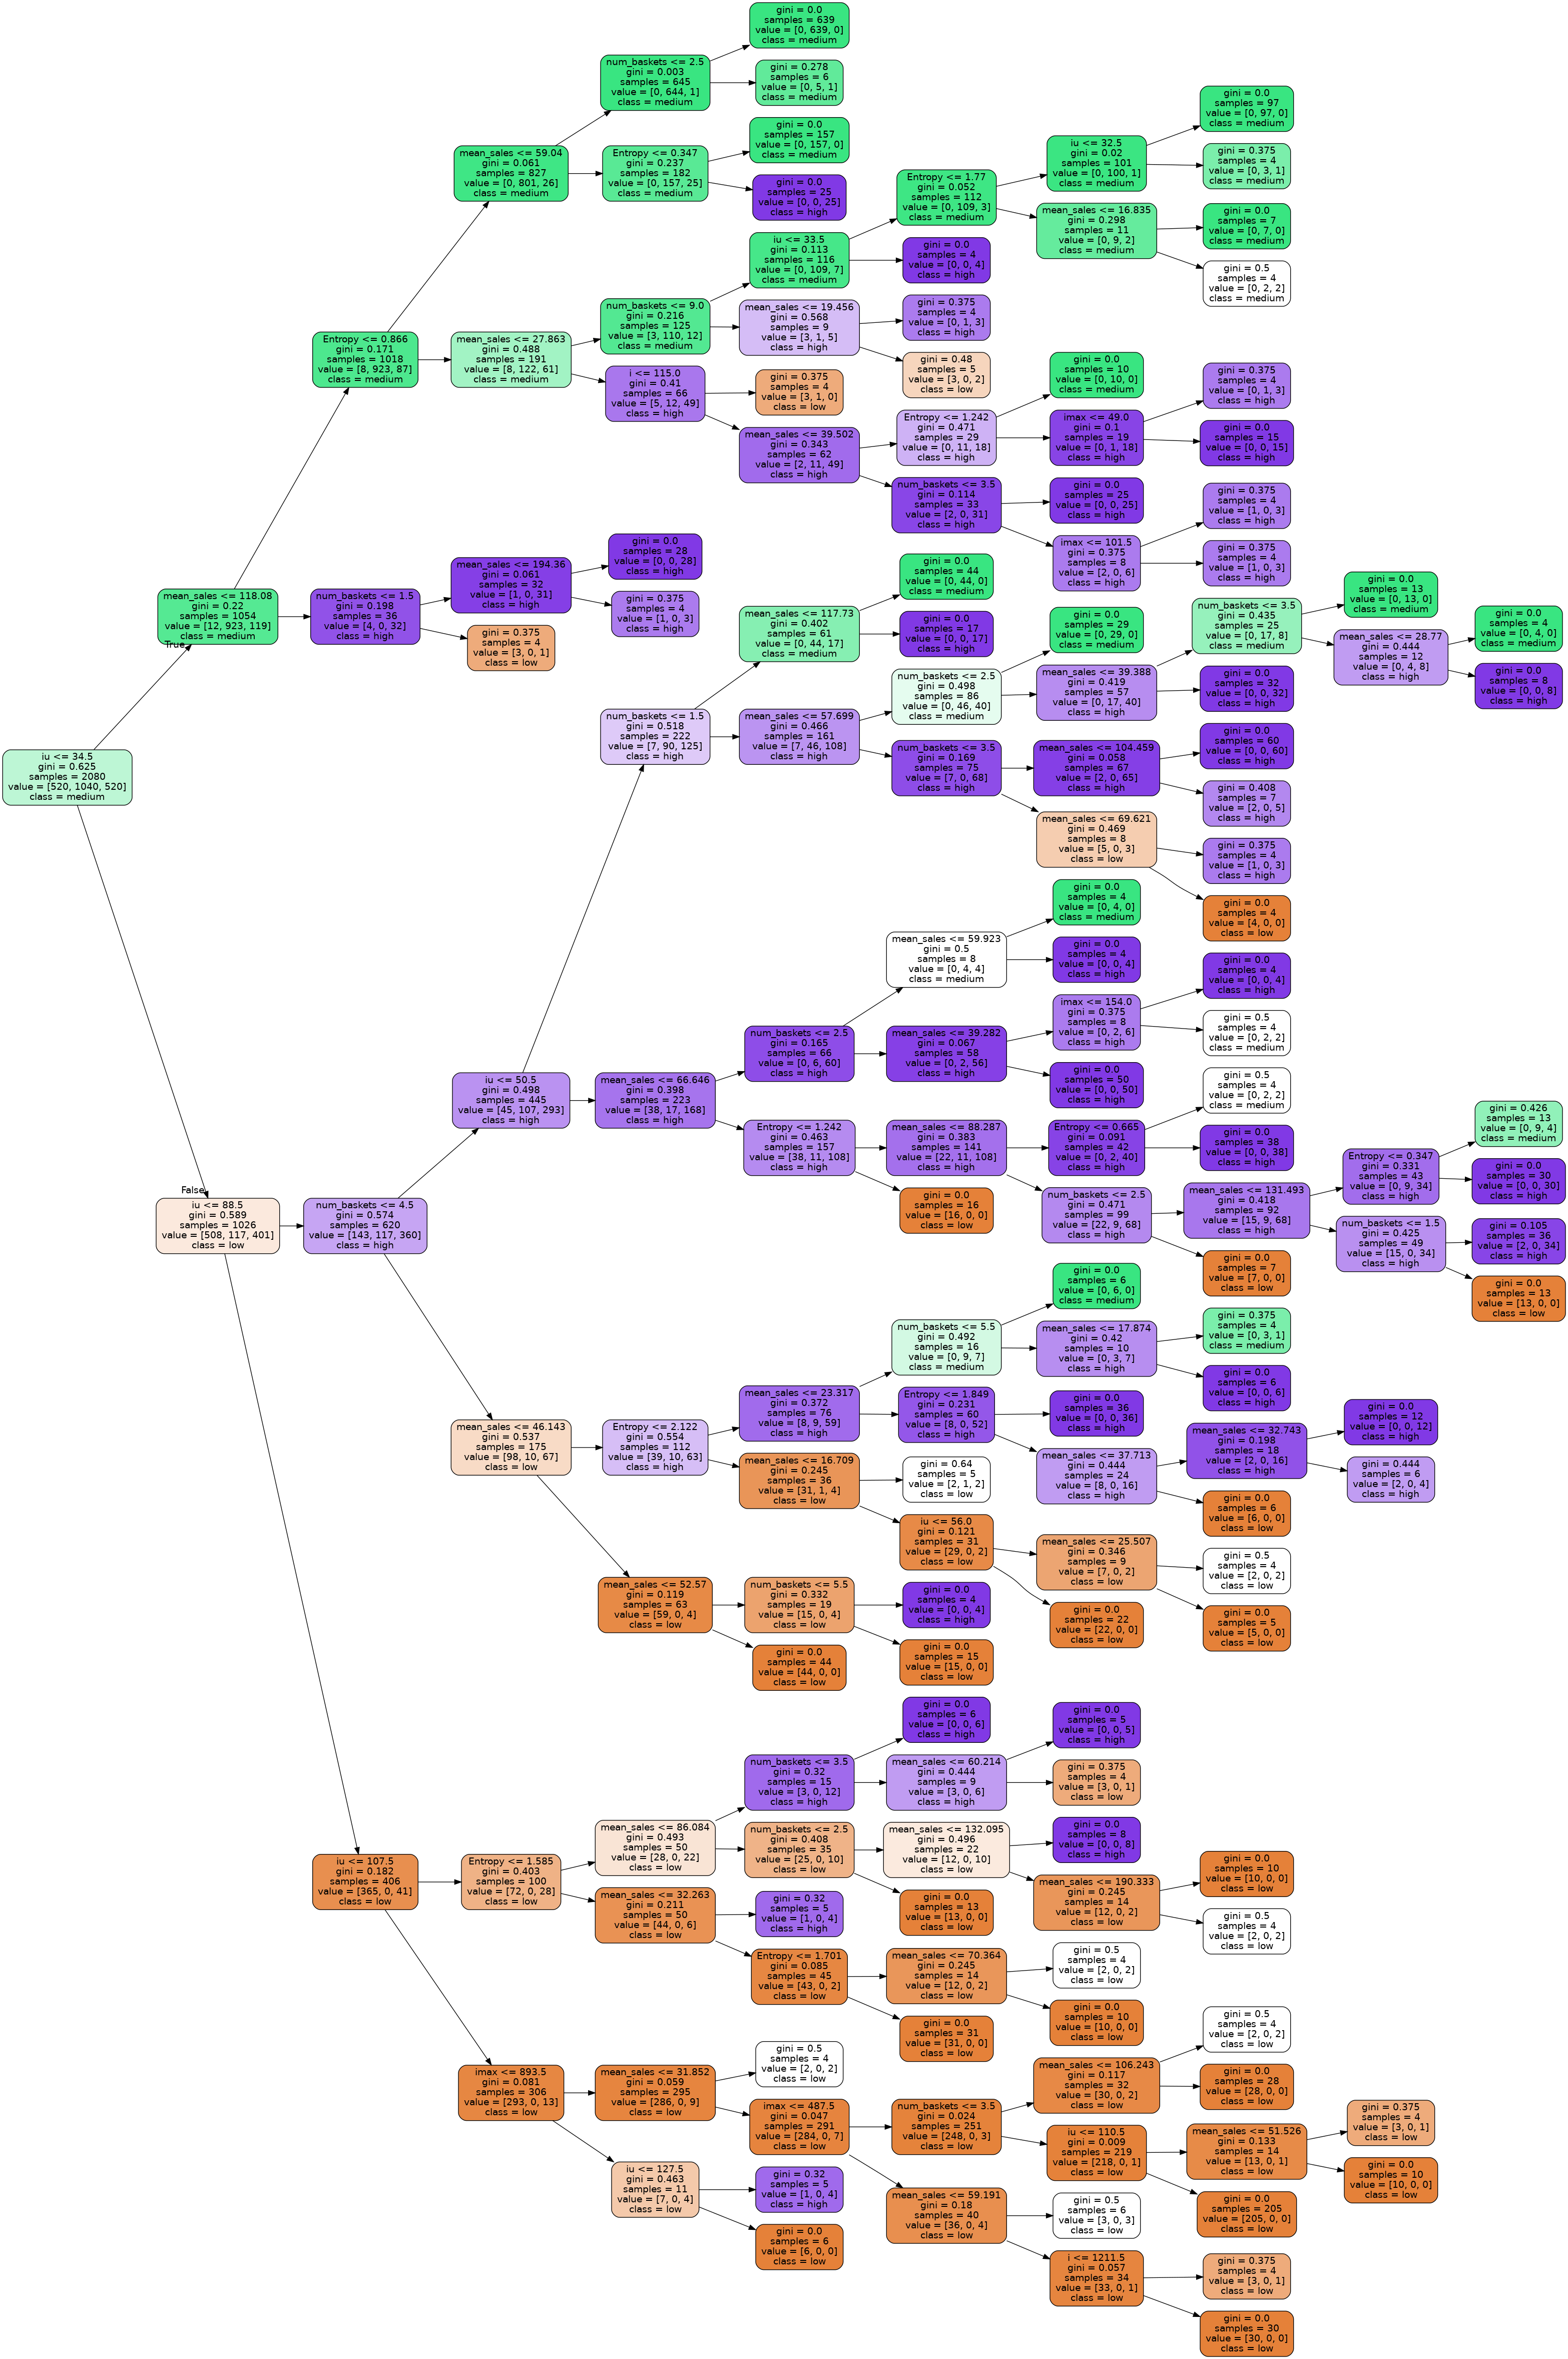 iu <= 34.5
gini = 0.625
samples = 2080
value = [520, 1040, 520]
class = medium
True
mean_sales <= 118.08
gini = 0.22
samples = 1054
value = [12, 923, 119]
class = medium
Entropy <= 0.866
gini = 0.171
samples = 1018
value = [8, 923, 87]
class = medium
mean_sales <= 59.04
gini = 0.061
samples = 827
value = [0, 801, 26]
class = medium
num_baskets <= 2.5
gini = 0.003
samples = 645
value = [0, 644, 1]
class = medium
gini = 0.0
samples = 639
value = [0, 639, 0]
class = medium
gini = 0.278
samples = 6
value = [0, 5, 1]
class = medium
Entropy <= 0.347
gini = 0.237
samples = 182
value = [0, 157, 25]
class = medium
gini = 0.0
samples = 157
value = [0, 157, 0]
class = medium
gini = 0.0
samples = 25
value = [0, 0, 25]
class = high
mean_sales <= 27.863
gini = 0.488
samples = 191
value = [8, 122, 61]
class = medium
num_baskets <= 9.0
gini = 0.216
samples = 125
value = [3, 110, 12]
class = medium
iu <= 33.5
gini = 0.113
samples = 116
value = [0, 109, 7]
class = medium
Entropy <= 1.77
gini = 0.052
samples = 112
value = [0, 109, 3]
class = medium
iu <= 32.5
gini = 0.02
samples = 101
value = [0, 100, 1]
class = medium
gini = 0.0
samples = 97
value = [0, 97, 0]
class = medium
gini = 0.375
samples = 4
value = [0, 3, 1]
class = medium
mean_sales <= 16.835
gini = 0.298
samples = 11
value = [0, 9, 2]
class = medium
gini = 0.0
samples = 7
value = [0, 7, 0]
class = medium
gini = 0.5
samples = 4
value = [0, 2, 2]
class = medium
gini = 0.0
samples = 4
value = [0, 0, 4]
class = high
mean_sales <= 19.456
gini = 0.568
samples = 9
value = [3, 1, 5]
class = high
gini = 0.375
samples = 4
value = [0, 1, 3]
class = high
gini = 0.48
samples = 5
value = [3, 0, 2]
class = low
i <= 115.0
gini = 0.41
samples = 66
value = [5, 12, 49]
class = high
gini = 0.375
samples = 4
value = [3, 1, 0]
class = low
mean_sales <= 39.502
gini = 0.343
samples = 62
value = [2, 11, 49]
class = high
Entropy <= 1.242
gini = 0.471
samples = 29
value = [0, 11, 18]
class = high
gini = 0.0
samples = 10
value = [0, 10, 0]
class = medium
imax <= 49.0
gini = 0.1
samples = 19
value = [0, 1, 18]
class = high
gini = 0.375
samples = 4
value = [0, 1, 3]
class = high
gini = 0.0
samples = 15
value = [0, 0, 15]
class = high
num_baskets <= 3.5
gini = 0.114
samples = 33
value = [2, 0, 31]
class = high
gini = 0.0
samples = 25
value = [0, 0, 25]
class = high
imax <= 101.5
gini = 0.375
samples = 8
value = [2, 0, 6]
class = high
gini = 0.375
samples = 4
value = [1, 0, 3]
class = high
gini = 0.375
samples = 4
value = [1, 0, 3]
class = high
num_baskets <= 1.5
gini = 0.198
samples = 36
value = [4, 0, 32]
class = high
mean_sales <= 194.36
gini = 0.061
samples = 32
value = [1, 0, 31]
class = high
gini = 0.0
samples = 28
value = [0, 0, 28]
class = high
gini = 0.375
samples = 4
value = [1, 0, 3]
class = high
gini = 0.375
samples = 4
value = [3, 0, 1]
class = low
False
iu <= 88.5
gini = 0.589
samples = 1026
value = [508, 117, 401]
class = low
num_baskets <= 4.5
gini = 0.574
samples = 620
value = [143, 117, 360]
class = high
iu <= 50.5
gini = 0.498
samples = 445
value = [45, 107, 293]
class = high
num_baskets <= 1.5
gini = 0.518
samples = 222
value = [7, 90, 125]
class = high
mean_sales <= 117.73
gini = 0.402
samples = 61
value = [0, 44, 17]
class = medium
gini = 0.0
samples = 44
value = [0, 44, 0]
class = medium
gini = 0.0
samples = 17
value = [0, 0, 17]
class = high
mean_sales <= 57.699
gini = 0.466
samples = 161
value = [7, 46, 108]
class = high
num_baskets <= 2.5
gini = 0.498
samples = 86
value = [0, 46, 40]
class = medium
gini = 0.0
samples = 29
value = [0, 29, 0]
class = medium
mean_sales <= 39.388
gini = 0.419
samples = 57
value = [0, 17, 40]
class = high
num_baskets <= 3.5
gini = 0.435
samples = 25
value = [0, 17, 8]
class = medium
gini = 0.0
samples = 13
value = [0, 13, 0]
class = medium
mean_sales <= 28.77
gini = 0.444
samples = 12
value = [0, 4, 8]
class = high
gini = 0.0
samples = 4
value = [0, 4, 0]
class = medium
gini = 0.0
samples = 8
value = [0, 0, 8]
class = high
gini = 0.0
samples = 32
value = [0, 0, 32]
class = high
num_baskets <= 3.5
gini = 0.169
samples = 75
value = [7, 0, 68]
class = high
mean_sales <= 104.459
gini = 0.058
samples = 67
value = [2, 0, 65]
class = high
gini = 0.0
samples = 60
value = [0, 0, 60]
class = high
gini = 0.408
samples = 7
value = [2, 0, 5]
class = high
mean_sales <= 69.621
gini = 0.469
samples = 8
value = [5, 0, 3]
class = low
gini = 0.375
samples = 4
value = [1, 0, 3]
class = high
gini = 0.0
samples = 4
value = [4, 0, 0]
class = low
mean_sales <= 66.646
gini = 0.398
samples = 223
value = [38, 17, 168]
class = high
num_baskets <= 2.5
gini = 0.165
samples = 66
value = [0, 6, 60]
class = high
mean_sales <= 59.923
gini = 0.5
samples = 8
value = [0, 4, 4]
class = medium
gini = 0.0
samples = 4
value = [0, 4, 0]
class = medium
gini = 0.0
samples = 4
value = [0, 0, 4]
class = high
mean_sales <= 39.282
gini = 0.067
samples = 58
value = [0, 2, 56]
class = high
imax <= 154.0
gini = 0.375
samples = 8
value = [0, 2, 6]
class = high
gini = 0.0
samples = 4
value = [0, 0, 4]
class = high
gini = 0.5
samples = 4
value = [0, 2, 2]
class = medium
gini = 0.0
samples = 50
value = [0, 0, 50]
class = high
Entropy <= 1.242
gini = 0.463
samples = 157
value = [38, 11, 108]
class = high
mean_sales <= 88.287
gini = 0.383
samples = 141
value = [22, 11, 108]
class = high
Entropy <= 0.665
gini = 0.091
samples = 42
value = [0, 2, 40]
class = high
gini = 0.5
samples = 4
value = [0, 2, 2]
class = medium
gini = 0.0
samples = 38
value = [0, 0, 38]
class = high
num_baskets <= 2.5
gini = 0.471
samples = 99
value = [22, 9, 68]
class = high
mean_sales <= 131.493
gini = 0.418
samples = 92
value = [15, 9, 68]
class = high
Entropy <= 0.347
gini = 0.331
samples = 43
value = [0, 9, 34]
class = high
gini = 0.426
samples = 13
value = [0, 9, 4]
class = medium
gini = 0.0
samples = 30
value = [0, 0, 30]
class = high
num_baskets <= 1.5
gini = 0.425
samples = 49
value = [15, 0, 34]
class = high
gini = 0.105
samples = 36
value = [2, 0, 34]
class = high
gini = 0.0
samples = 13
value = [13, 0, 0]
class = low
gini = 0.0
samples = 7
value = [7, 0, 0]
class = low
gini = 0.0
samples = 16
value = [16, 0, 0]
class = low
mean_sales <= 46.143
gini = 0.537
samples = 175
value = [98, 10, 67]
class = low
Entropy <= 2.122
gini = 0.554
samples = 112
value = [39, 10, 63]
class = high
mean_sales <= 23.317
gini = 0.372
samples = 76
value = [8, 9, 59]
class = high
num_baskets <= 5.5
gini = 0.492
samples = 16
value = [0, 9, 7]
class = medium
gini = 0.0
samples = 6
value = [0, 6, 0]
class = medium
mean_sales <= 17.874
gini = 0.42
samples = 10
value = [0, 3, 7]
class = high
gini = 0.375
samples = 4
value = [0, 3, 1]
class = medium
gini = 0.0
samples = 6
value = [0, 0, 6]
class = high
Entropy <= 1.849
gini = 0.231
samples = 60
value = [8, 0, 52]
class = high
gini = 0.0
samples = 36
value = [0, 0, 36]
class = high
mean_sales <= 37.713
gini = 0.444
samples = 24
value = [8, 0, 16]
class = high
mean_sales <= 32.743
gini = 0.198
samples = 18
value = [2, 0, 16]
class = high
gini = 0.0
samples = 12
value = [0, 0, 12]
class = high
gini = 0.444
samples = 6
value = [2, 0, 4]
class = high
gini = 0.0
samples = 6
value = [6, 0, 0]
class = low
mean_sales <= 16.709
gini = 0.245
samples = 36
value = [31, 1, 4]
class = low
gini = 0.64
samples = 5
value = [2, 1, 2]
class = low
iu <= 56.0
gini = 0.121
samples = 31
value = [29, 0, 2]
class = low
mean_sales <= 25.507
gini = 0.346
samples = 9
value = [7, 0, 2]
class = low
gini = 0.5
samples = 4
value = [2, 0, 2]
class = low
gini = 0.0
samples = 5
value = [5, 0, 0]
class = low
gini = 0.0
samples = 22
value = [22, 0, 0]
class = low
mean_sales <= 52.57
gini = 0.119
samples = 63
value = [59, 0, 4]
class = low
num_baskets <= 5.5
gini = 0.332
samples = 19
value = [15, 0, 4]
class = low
gini = 0.0
samples = 4
value = [0, 0, 4]
class = high
gini = 0.0
samples = 15
value = [15, 0, 0]
class = low
gini = 0.0
samples = 44
value = [44, 0, 0]
class = low
iu <= 107.5
gini = 0.182
samples = 406
value = [365, 0, 41]
class = low
Entropy <= 1.585
gini = 0.403
samples = 100
value = [72, 0, 28]
class = low
mean_sales <= 86.084
gini = 0.493
samples = 50
value = [28, 0, 22]
class = low
num_baskets <= 3.5
gini = 0.32
samples = 15
value = [3, 0, 12]
class = high
gini = 0.0
samples = 6
value = [0, 0, 6]
class = high
mean_sales <= 60.214
gini = 0.444
samples = 9
value = [3, 0, 6]
class = high
gini = 0.0
samples = 5
value = [0, 0, 5]
class = high
gini = 0.375
samples = 4
value = [3, 0, 1]
class = low
num_baskets <= 2.5
gini = 0.408
samples = 35
value = [25, 0, 10]
class = low
mean_sales <= 132.095
gini = 0.496
samples = 22
value = [12, 0, 10]
class = low
gini = 0.0
samples = 8
value = [0, 0, 8]
class = high
mean_sales <= 190.333
gini = 0.245
samples = 14
value = [12, 0, 2]
class = low
gini = 0.0
samples = 10
value = [10, 0, 0]
class = low
gini = 0.5
samples = 4
value = [2, 0, 2]
class = low
gini = 0.0
samples = 13
value = [13, 0, 0]
class = low
mean_sales <= 32.263
gini = 0.211
samples = 50
value = [44, 0, 6]
class = low
gini = 0.32
samples = 5
value = [1, 0, 4]
class = high
Entropy <= 1.701
gini = 0.085
samples = 45
value = [43, 0, 2]
class = low
mean_sales <= 70.364
gini = 0.245
samples = 14
value = [12, 0, 2]
class = low
gini = 0.5
samples = 4
value = [2, 0, 2]
class = low
gini = 0.0
samples = 10
value = [10, 0, 0]
class = low
gini = 0.0
samples = 31
value = [31, 0, 0]
class = low
imax <= 893.5
gini = 0.081
samples = 306
value = [293, 0, 13]
class = low
mean_sales <= 31.852
gini = 0.059
samples = 295
value = [286, 0, 9]
class = low
gini = 0.5
samples = 4
value = [2, 0, 2]
class = low
imax <= 487.5
gini = 0.047
samples = 291
value = [284, 0, 7]
class = low
num_baskets <= 3.5
gini = 0.024
samples = 251
value = [248, 0, 3]
class = low
mean_sales <= 106.243
gini = 0.117
samples = 32
value = [30, 0, 2]
class = low
gini = 0.5
samples = 4
value = [2, 0, 2]
class = low
gini = 0.0
samples = 28
value = [28, 0, 0]
class = low
iu <= 110.5
gini = 0.009
samples = 219
value = [218, 0, 1]
class = low
mean_sales <= 51.526
gini = 0.133
samples = 14
value = [13, 0, 1]
class = low
gini = 0.375
samples = 4
value = [3, 0, 1]
class = low
gini = 0.0
samples = 10
value = [10, 0, 0]
class = low
gini = 0.0
samples = 205
value = [205, 0, 0]
class = low
mean_sales <= 59.191
gini = 0.18
samples = 40
value = [36, 0, 4]
class = low
gini = 0.5
samples = 6
value = [3, 0, 3]
class = low
i <= 1211.5
gini = 0.057
samples = 34
value = [33, 0, 1]
class = low
gini = 0.375
samples = 4
value = [3, 0, 1]
class = low
gini = 0.0
samples = 30
value = [30, 0, 0]
class = low
iu <= 127.5
gini = 0.463
samples = 11
value = [7, 0, 4]
class = low
gini = 0.32
samples = 5
value = [1, 0, 4]
class = high
gini = 0.0
samples = 6
value = [6, 0, 0]
class = low